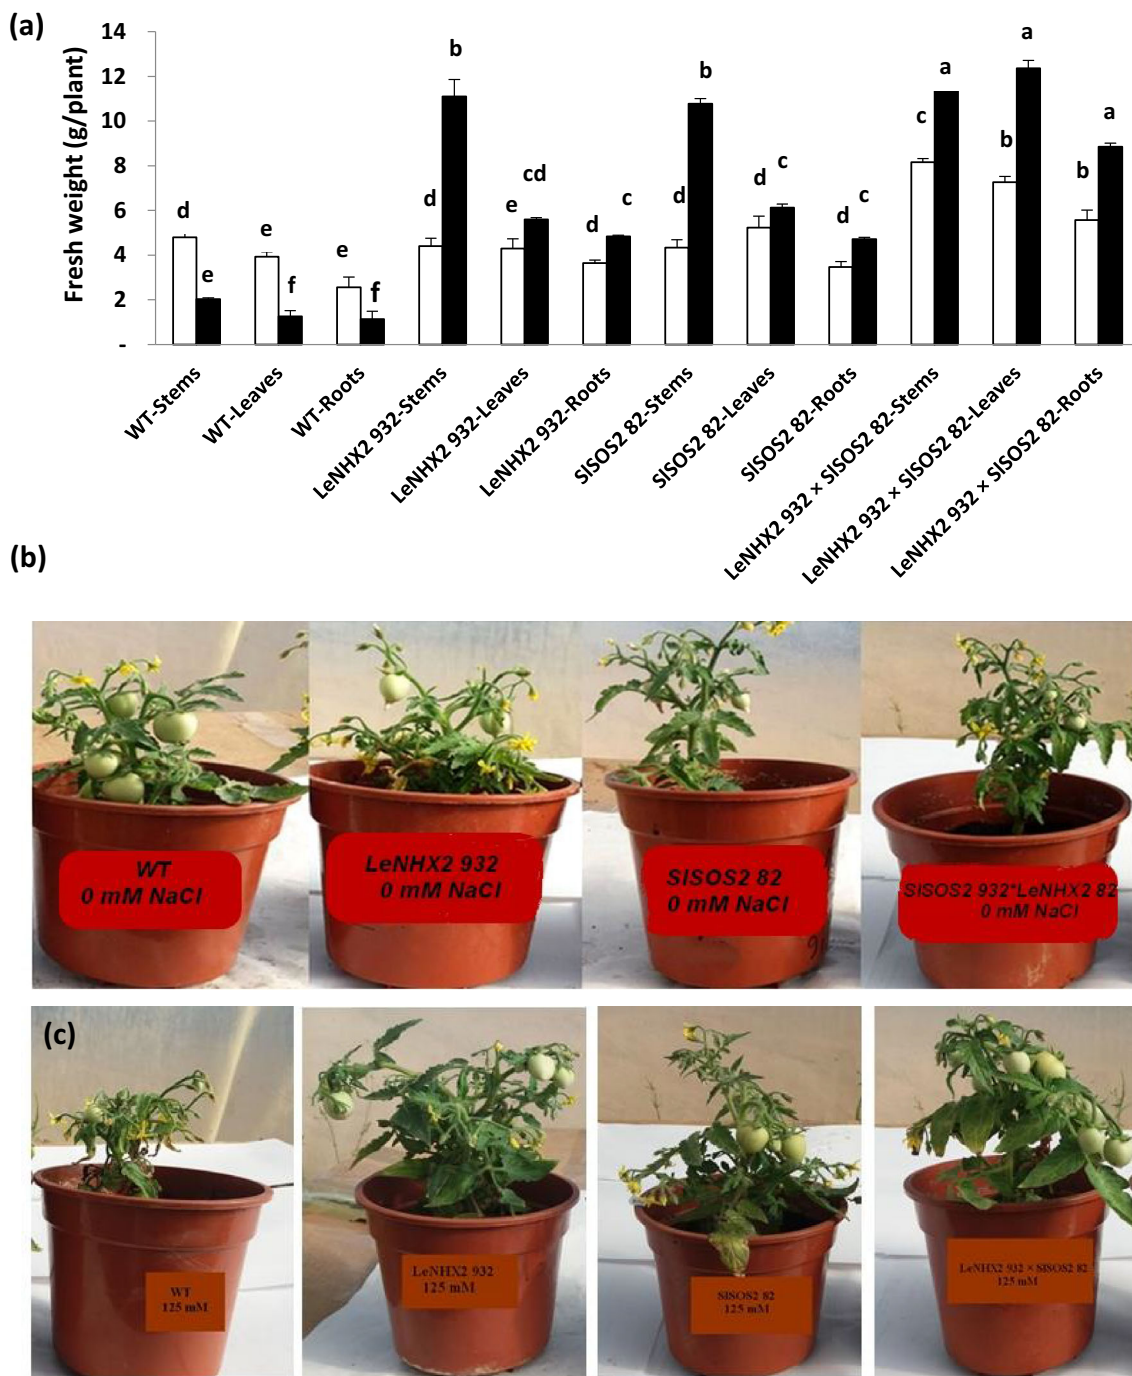 (a)
Fresh weight (g/plant)
14
12
10
8
6
4
2
-
d
e
e
f
e
f
d
b
e
cd
d
c
d
b
d
c
d
c
c
a
b
a
b
a
WT-Stems
WT-Leaves
WT-Roots
LeNHX2 932-Stems
LeNHX2 932-Leaves
LeNHX2 932-Roots
SlSOS2 82-Stems
SlSOS2 82-Leaves
SlSOS2 82-Roots
LeNHX2 932 × SlSOS2 82-Stems
LeNHX2 932 × SlSOS2 82-Leaves
LeNHX2 932 × SlSOS2 82-Roots
(b)
WT
0 mM NaCl
LeNHX2 932
0 mM NaCl
SlSOS2 82
0 mM NaCl
SlSOS2 932*LeNHX2 82
0 mM NaCl
(c)
WT
125 mM
LeNHX2 932
125 mM
SlSOS2 82
125 mM
LeNHX2 932 × SlSOS2 82
125 mM